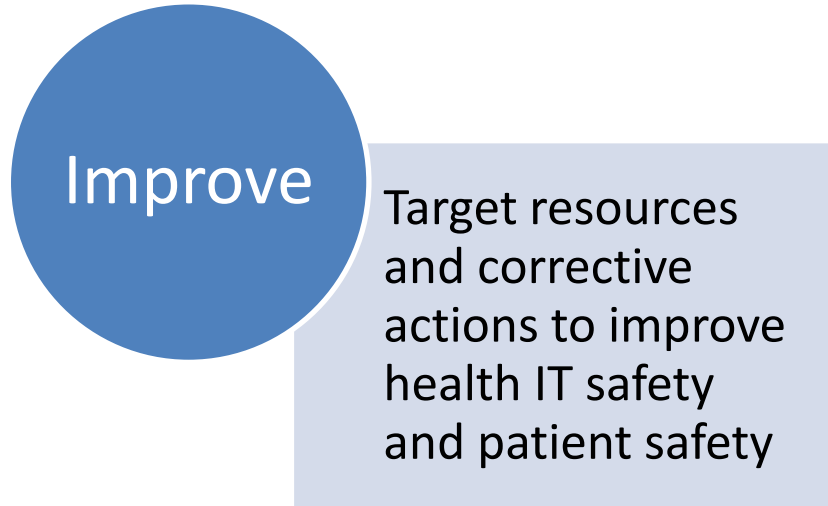 Improve
Target resources
and corrective
actions to improve
health IT safety
and patient safety